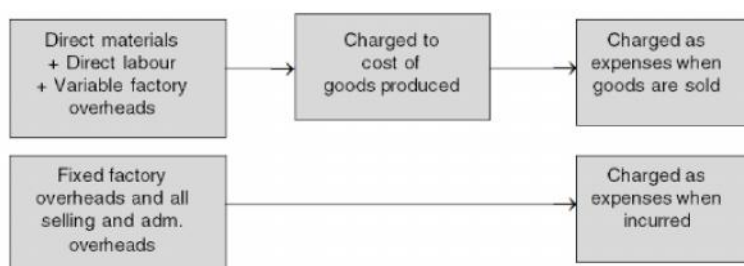 Direct materials
+ Direct labour
+ Variable factory
overheads
Charged to
cost of
goods produced
Charged as
expenses when
goods are sold
Fixed factory
overheads and all
selling and adm.
overheads
Charged as
expenses when
incurred